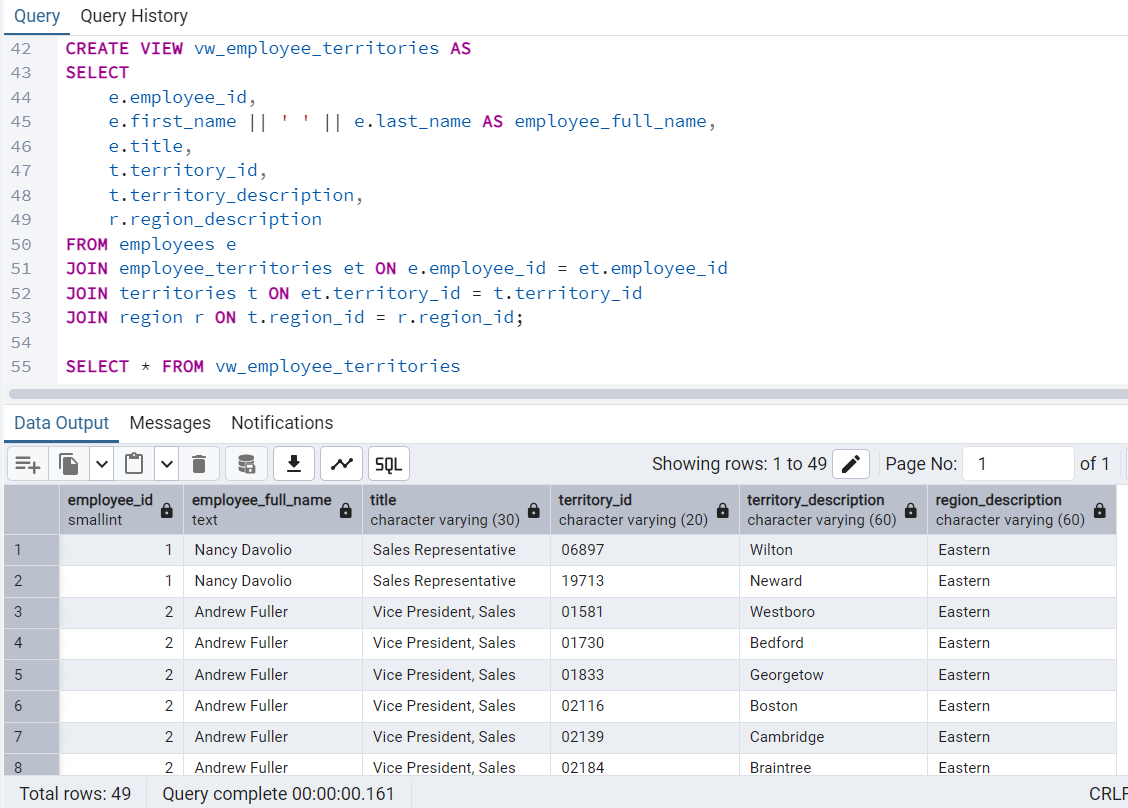 Query Query History
42 CREATE VIEW vw_employee_territories AS
43 SELECT
44 e.employee_id,
45 e.first_name || ' ' || e.last_name AS employee_full_name,
46 e.title,
47 t.territory_id,
48 t.territory_description,
49 r.region_description
50 FROM employees e
51 JOIN employee_territories et ON e.employee_id = et.employee_id
52 JOIN territories t ON et.territory_id = t.territory_id
53 JOIN region r ON t.region_id = r.region_id;
54
55 SELECT * FROM vw_employee_territories
Data Output Messages Notifications
SQL Showing rows: 1 to 49 Page No: 1 of 1
employee_id employee_full_name title territory_id territory_description region_description
smallint text character varying (30) character varying (20) character varying (60) character varying (60)
1 1 Nancy Davolio Sales Representative 06897 Wilton Eastern
2 1 Nancy Davolio Sales Representative 19713 Neward Eastern
3 2 Andrew Fuller Vice President, Sales 01581 Westboro Eastern
4 2 Andrew Fuller Vice President, Sales 01730 Bedford Eastern
5 2 Andrew Fuller Vice President, Sales 01833 Georgetow Eastern
6 2 Andrew Fuller Vice President, Sales 02116 Boston Eastern
7 2 Andrew Fuller Vice President, Sales 02139 Cambridge Eastern
8 2 Andrew Fuller Vice President, Sales 02184 Braintree Eastern
Total rows: 49 Query complete 00:00:00.161 CRLF